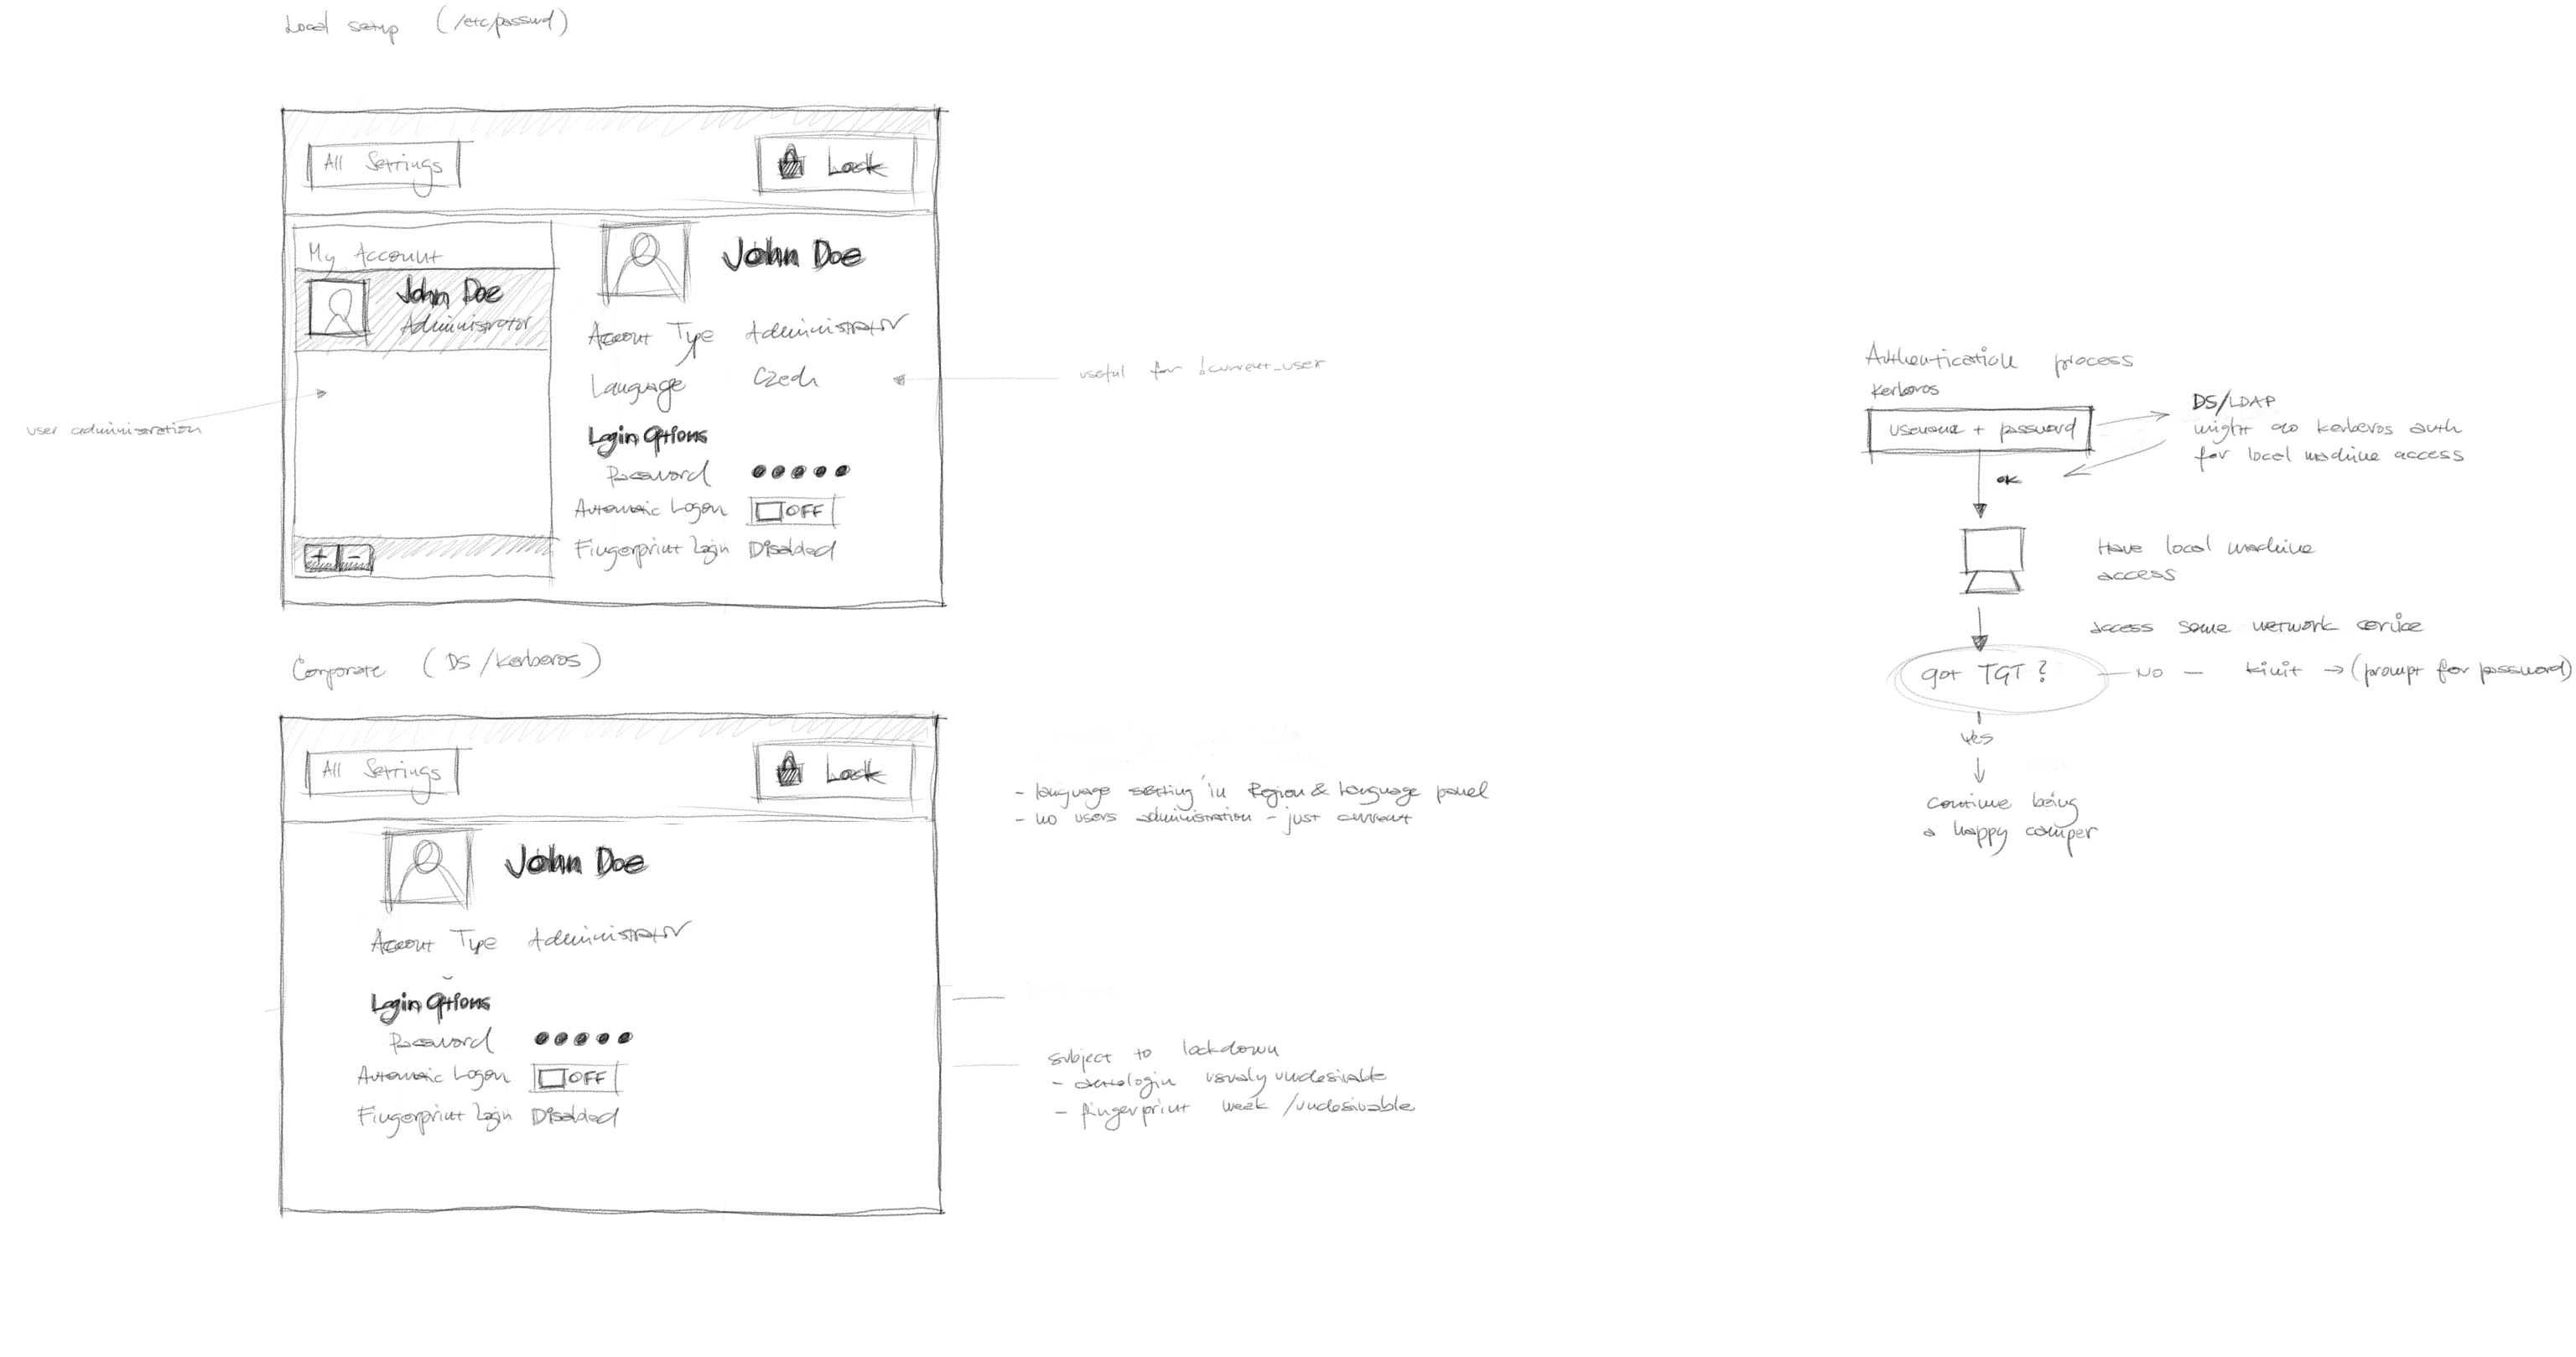 Local setup (/etc/passwd)
All Settings
Lock
My Account
John Doe
Administrator
John Doe
Account Type Administrator
Language Czech
Login Options
Password ●●●●●
Automatic Logon OFF
Fingerprint Login Disabled
+ -
user administration
useful for !current_user
Corporate (DS/Kerberos)
All Settings
Lock
John Doe
Account Type Administrator
Login Options
Password ●●●●●
Automatic Logon OFF
Fingerprint Login Disabled
- language setting in Region & Language panel
- no users administration - just current
subject to lockdown
- autologin usualy undesirable
- fingerprint weak/undesirable
Authentication process
Kerberos
username + password
DS/LDAP
might do kerberos auth
for local machine access
OK
Have local machine
access
access some network service
got TGT?
NO - kinit → (prompt for password)
Yes
continue being
a happy camper